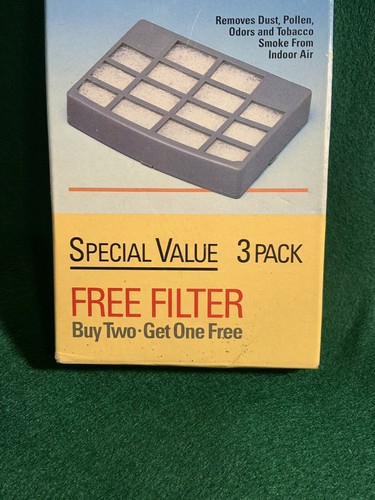 Removes Dust, Pollen,
Odors and Tobacco
Smoke From
Indoor Air
SPECIAL VALUE 3 PACK
FREE FILTER
Buy Two·Get One Free